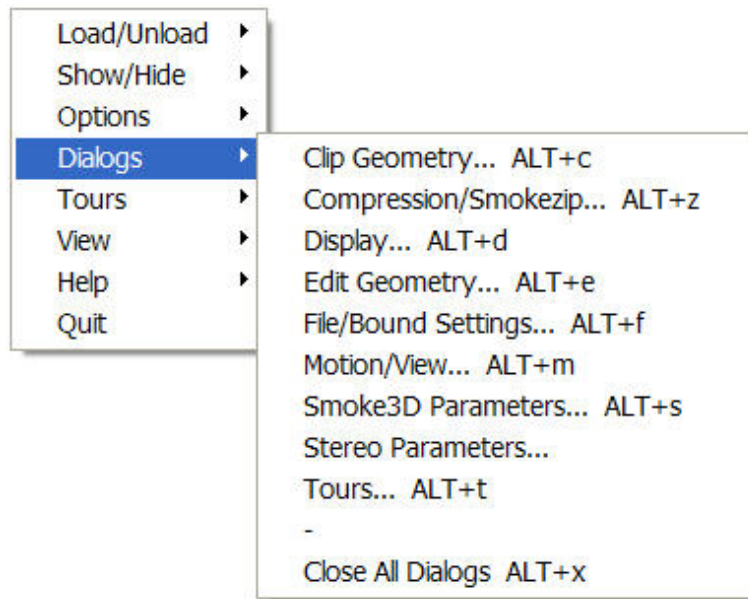 Load/Unload
Show/Hide
Options
Dialogs
Tours
View
Help
Quit
Clip Geometry... ALT+c
Compression/Smokezip... ALT+z
Display... ALT+d
Edit Geometry... ALT+e
File/Bound Settings... ALT+f
Motion/View... ALT+m
Smoke3D Parameters... ALT+s
Stereo Parameters...
Tours... ALT+t
-
Close All Dialogs ALT+x